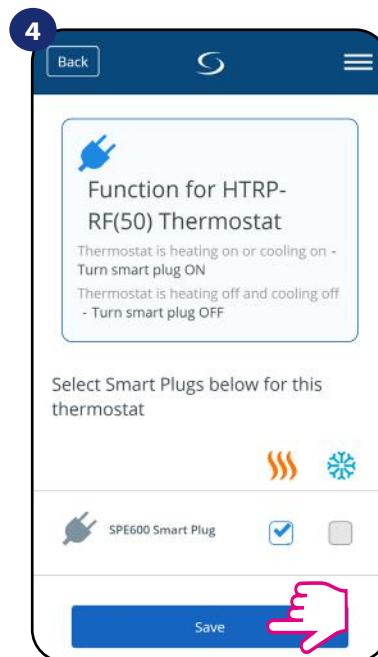 4
Back
Function for HTRP-
RF(50) Thermostat
Thermostat is heating on or cooling on -
Turn smart plug ON
Thermostat is heating off and cooling off
- Turn smart plug OFF
Select Smart Plugs below for this
thermostat
SPE600 Smart Plug
Save